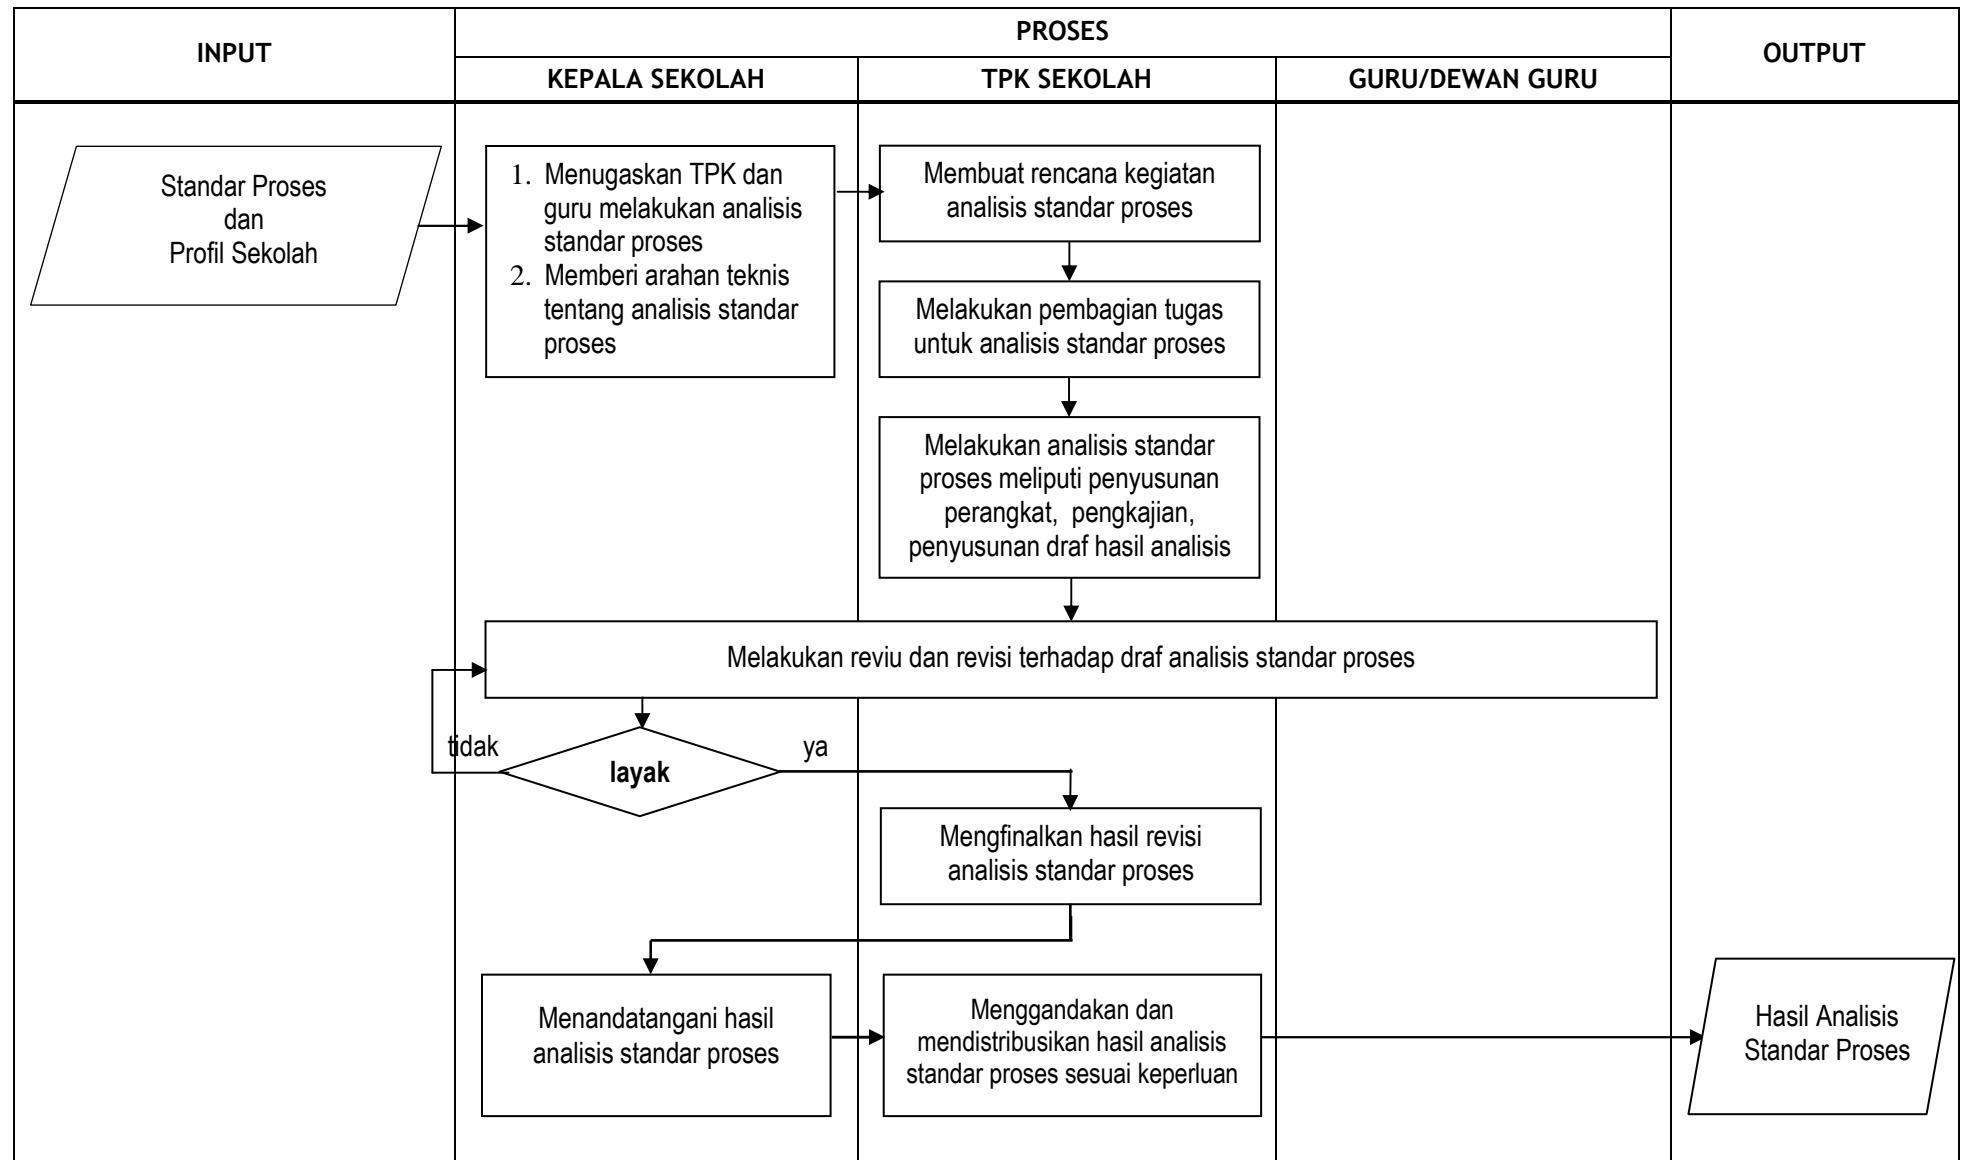 INPUT
PROSES
OUTPUT
KEPALA SEKOLAH
TPK SEKOLAH
GURU/DEWAN GURU
Standar Proses
dan
Profil Sekolah
1. Menugaskan TPK dan
guru melakukan analisis
standar proses
2. Memberi arahan teknis
tentang analisis standar
proses
Membuat rencana kegiatan
analisis standar proses
Melakukan pembagian tugas
untuk analisis standar proses
Melakukan analisis standar
proses meliputi penyusunan
perangkat, pengkajian,
penyusunan draf hasil analisis
Melakukan reviu dan revisi terhadap draf analisis standar proses
tidak
layak
ya
Mengfinalkan hasil revisi
analisis standar proses
Menandatangani hasil
analisis standar proses
Menggandakan dan
mendistribusikan hasil analisis
standar proses sesuai keperluan
Hasil Analisis
Standar Proses